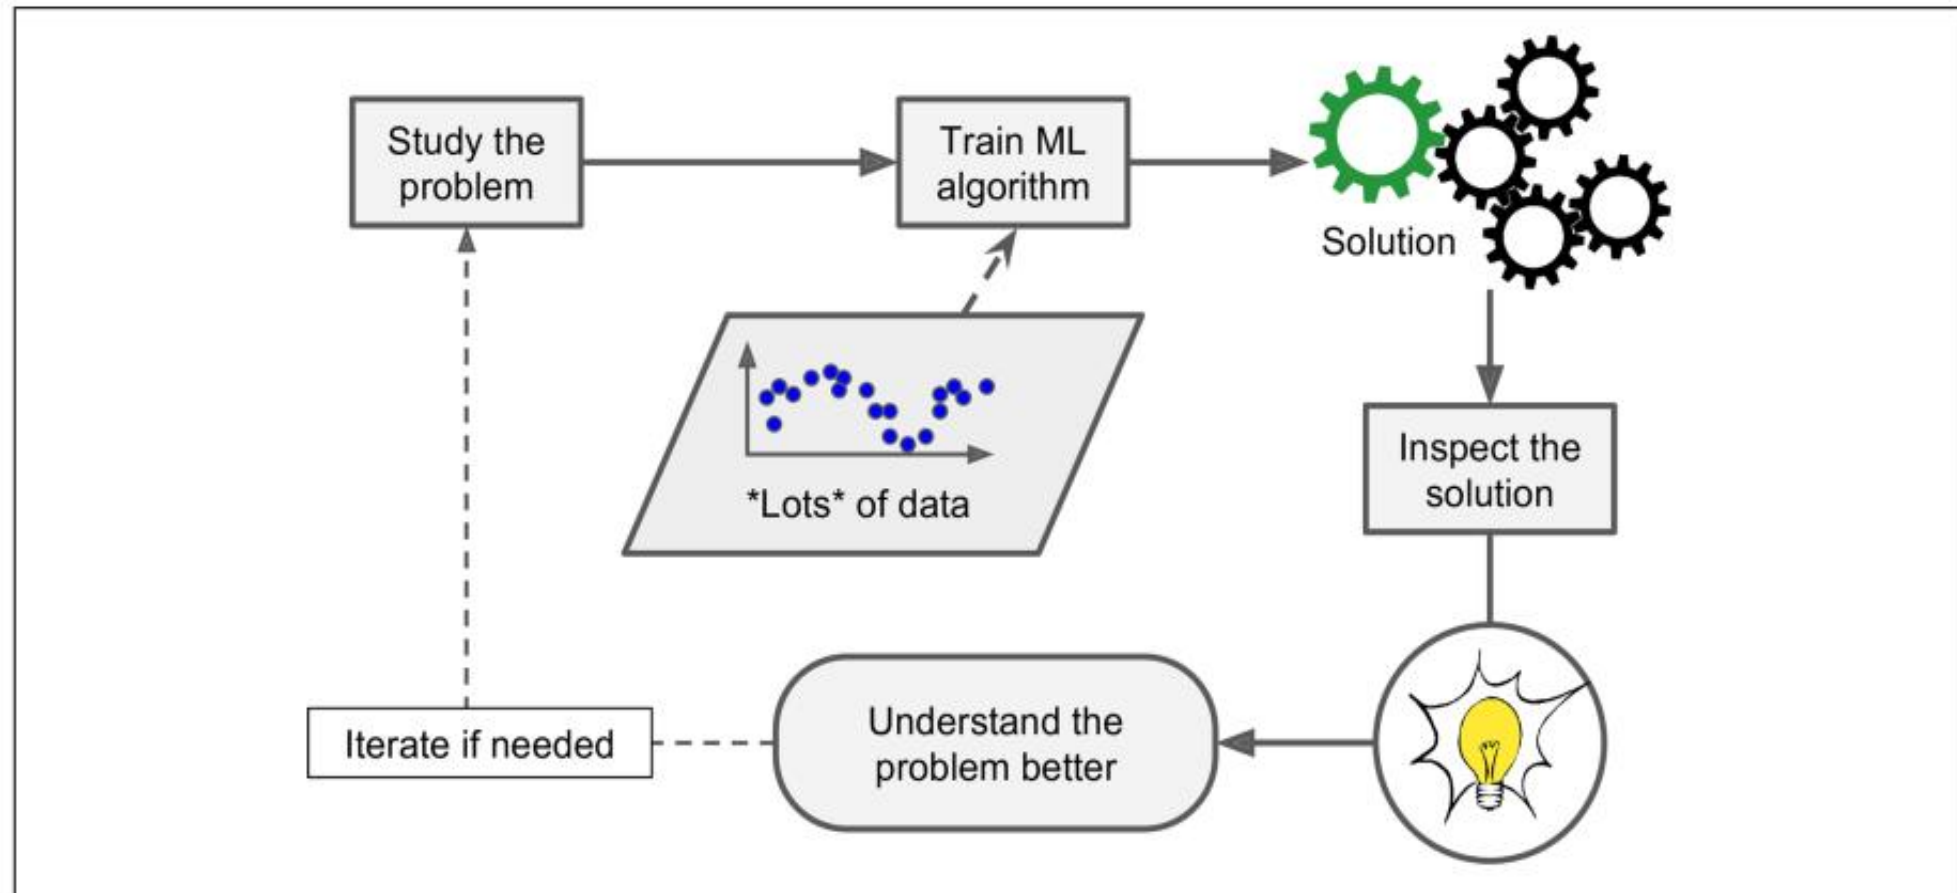 Study the
problem
Train ML
algorithm
Solution
*Lots* of data
Inspect the
solution
Understand the
problem better
Iterate if needed